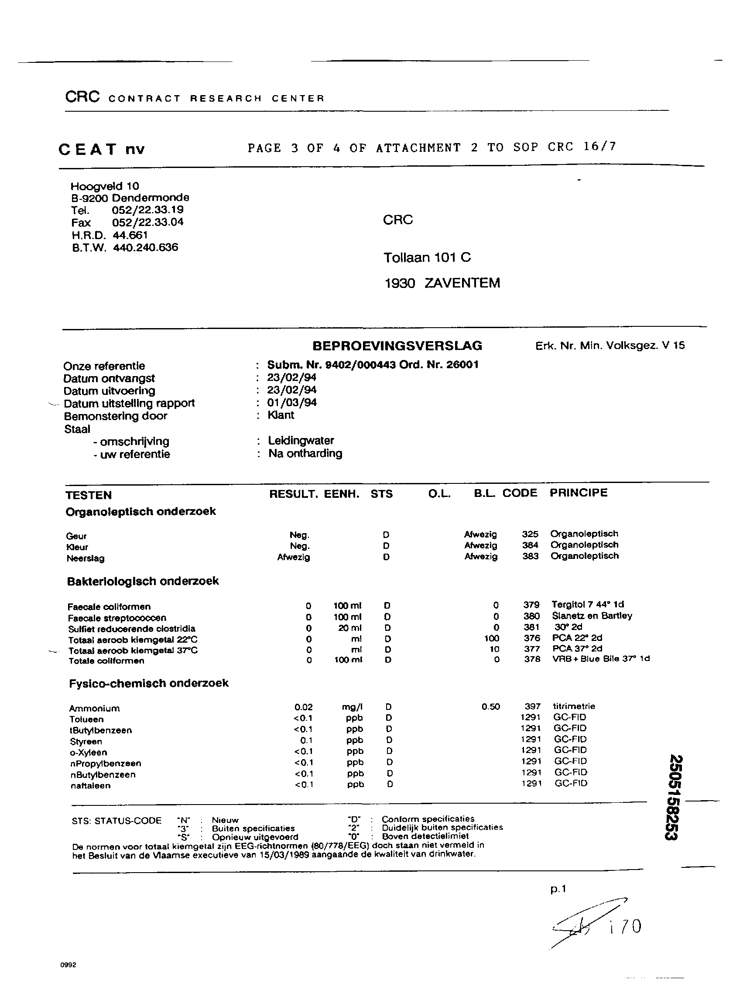 CRC CONTRACT RESEARCH CENTER
CEAT nv PAGE 3 OF 4 OF ATTACHMENT 2 TO SOP CRC 16/7
Hoogveld 10
B-9200 Dendermonde
Tel. 052/22.33.19
Fax 052/22.33.04
H.R.D. 44.661
B.T.W. 440.240.636
CRC
Tollaan 101 C
1930 ZAVENTEM
BEPROEVINGSVERSLAG Erk. Nr. Min. Volksgez. V 15
Onze referentie : Subm. Nr. 9402/000443 Ord. Nr. 26001
Datum ontvangst : 23/02/94
Datum uitvoering : 23/02/94
Datum uitstelling rapport : 01/03/94
Bemonstering door : Klant
Staal
- omschrijving : Leidingwater
- uw referentie : Na ontharding
TESTEN RESULT. EENH. STS O.L. B.L. CODE PRINCIPE
Organoleptisch onderzoek
Geur Neg. D Afwezig 325 Organoleptisch
Kleur Neg. D Afwezig 384 Organoleptisch
Neerslag Afwezig D Afwezig 383 Organoleptisch
Bakteriologisch onderzoek
Faecale coliformen 0 100 ml D 0 379 Tergitol 7 44° 1d
Faecale streptococcen 0 100 ml D 0 380 Slanetz en Bartley
Sulfiet reducerende clostridia 0 20 ml D 0 381 30° 2d
Totaal aeroob kiemgetal 22°C 0 ml D 100 376 PCA 22° 2d
Totaal aeroob kiemgetal 37°C 0 ml D 10 377 PCA 37° 2d
Totale coliformen 0 100 ml D 0 378 VRB + Blue Bile 37° 1d
Fysico-chemisch onderzoek
Ammonium 0.02 mg/l D 0.50 397 titrimetrie
Tolueen <0.1 ppb D 1291 GC-FID
tButylbenzeen <0.1 ppb D 1291 GC-FID
Styreen 0.1 ppb D 1291 GC-FID
o-Xyleen <0.1 ppb D 1291 GC-FID
nPropylbenzeen <0.1 ppb D 1291 GC-FID
nButylbenzeen <0.1 ppb D 1291 GC-FID
naftaleen <0.1 ppb D 1291 GC-FID
2505158253
STS: STATUS-CODE "N" : Nieuw "D" : Conform specificaties
"3" : Buiten specificaties "2" : Duidelijk buiten specificaties
"S" : Opnieuw uitgevoerd "0" : Boven detectielimiet
De normen voor totaal kiemgetal zijn EEG-richtnormen (80/778/EEG) doch staan niet vermeld in
het Besluit van de Vlaamse executieve van 15/03/1989 aangaande de kwaliteit van drinkwater.
p.1
170
0992